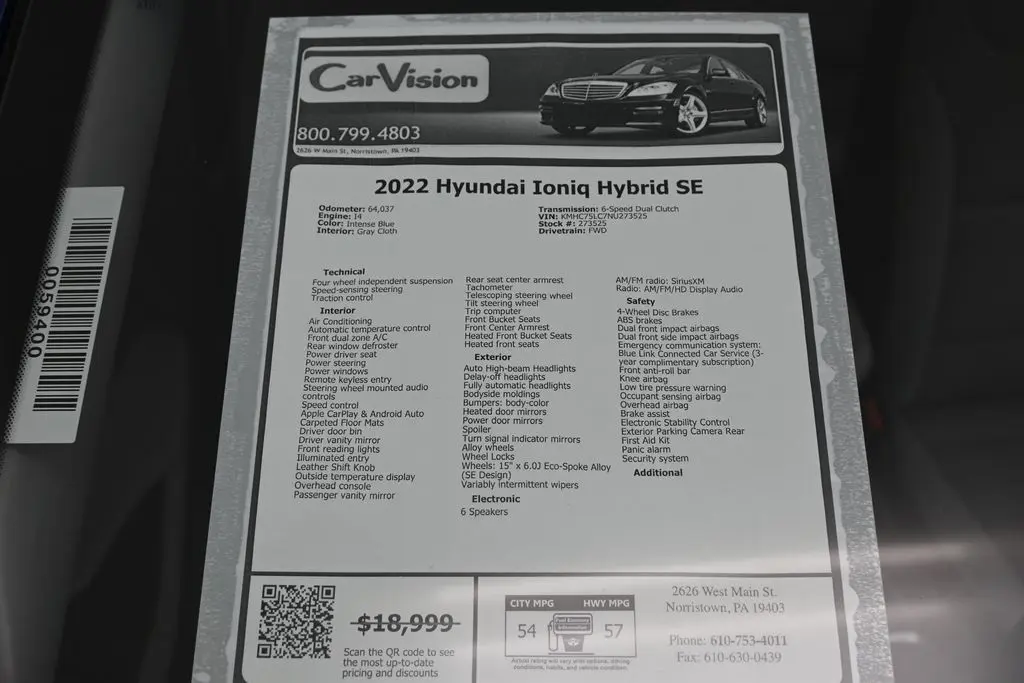 CarVision
800.799.4803
2626 W Main St, Norristown, PA 19403
2022 Hyundai Ioniq Hybrid SE
Odometer: 64,037
Engine: I4
Color: Intense Blue
Interior: Gray Cloth
Transmission: 6-Speed Dual Clutch
VIN: KMHC75LC7NU273525
Stock #: 273525
Drivetrain: FWD
Technical
Four wheel independent suspension
Speed-sensing steering
Traction control
Interior
Air Conditioning
Automatic temperature control
Front dual zone A/C
Rear window defroster
Power driver seat
Power steering
Power windows
Remote keyless entry
Steering wheel mounted audio
controls
Speed control
Apple CarPlay & Android Auto
Carpeted Floor Mats
Driver door bin
Driver vanity mirror
Front reading lights
Illuminated entry
Leather Shift Knob
Outside temperature display
Overhead console
Passenger vanity mirror
Rear seat center armrest
Tachometer
Telescoping steering wheel
Tilt steering wheel
Trip computer
Front Bucket Seats
Front Center Armrest
Heated Front Bucket Seats
Heated front seats
Exterior
Auto High-beam Headlights
Delay-off headlights
Fully automatic headlights
Bodyside moldings
Bumpers: body-color
Heated door mirrors
Power door mirrors
Spoiler
Turn signal indicator mirrors
Alloy wheels
Wheel Locks
Wheels: 15" x 6.0J Eco-Spoke Alloy
(SE Design)
Variably intermittent wipers
Electronic
6 Speakers
AM/FM radio: SiriusXM
Radio: AM/FM/HD Display Audio
Safety
4-Wheel Disc Brakes
ABS brakes
Dual front impact airbags
Dual front side impact airbags
Emergency communication system:
Blue Link Connected Car Service (3-
year complimentary subscription)
Front anti-roll bar
Knee airbag
Low tire pressure warning
Occupant sensing airbag
Overhead airbag
Brake assist
Electronic Stability Control
Exterior Parking Camera Rear
First Aid Kit
Panic alarm
Security system
Additional
0059400
$18,999
Scan the QR code to see
the most up-to-date
pricing and discounts
CITY MPG
HWY MPG
54
57
Fuel Economy
Information
Actual rating will vary with options, driving
conditions, habits, and vehicle condition.
2626 West Main St.
Norristown, PA 19403
Phone: 610-753-4011
Fax: 610-630-0439